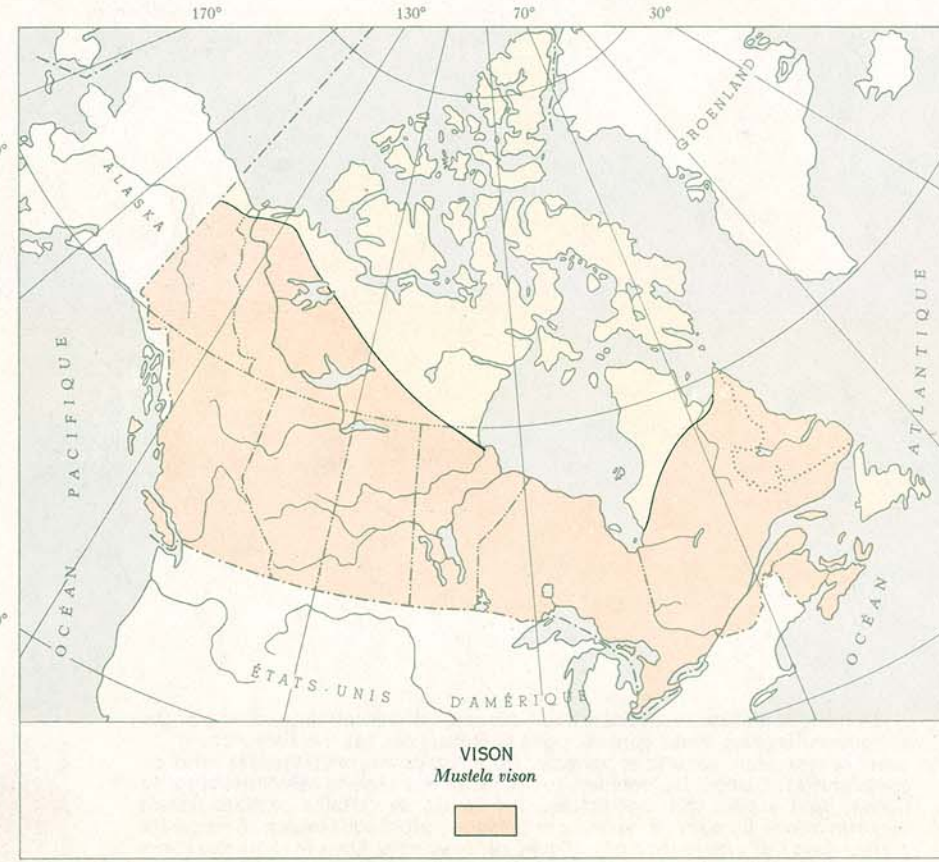 170° 130° 70° 30°
GROENLAND
ALASKA
OCÉAN PACIFIQUE
OCÉAN ATLANTIQUE
ÉTATS-UNIS D'AMÉRIQUE
VISON
Mustela vison